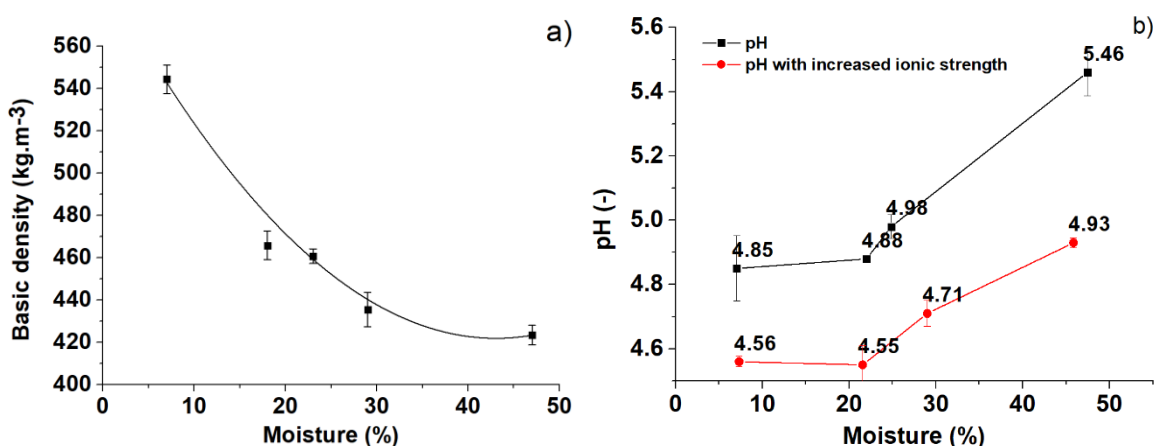 a)
560
540
520
500
480
460
440
420
400
Basic density (kg.m-3)
0 10 20 30 40 50
Moisture (%)
b)
pH
pH with increased ionic strength
5.6
5.4
5.2
5.0
4.8
4.6
pH (-)
5.46
4.98
4.88
4.85
4.93
4.71
4.56
4.55
0 10 20 30 40 50
Moisture (%)